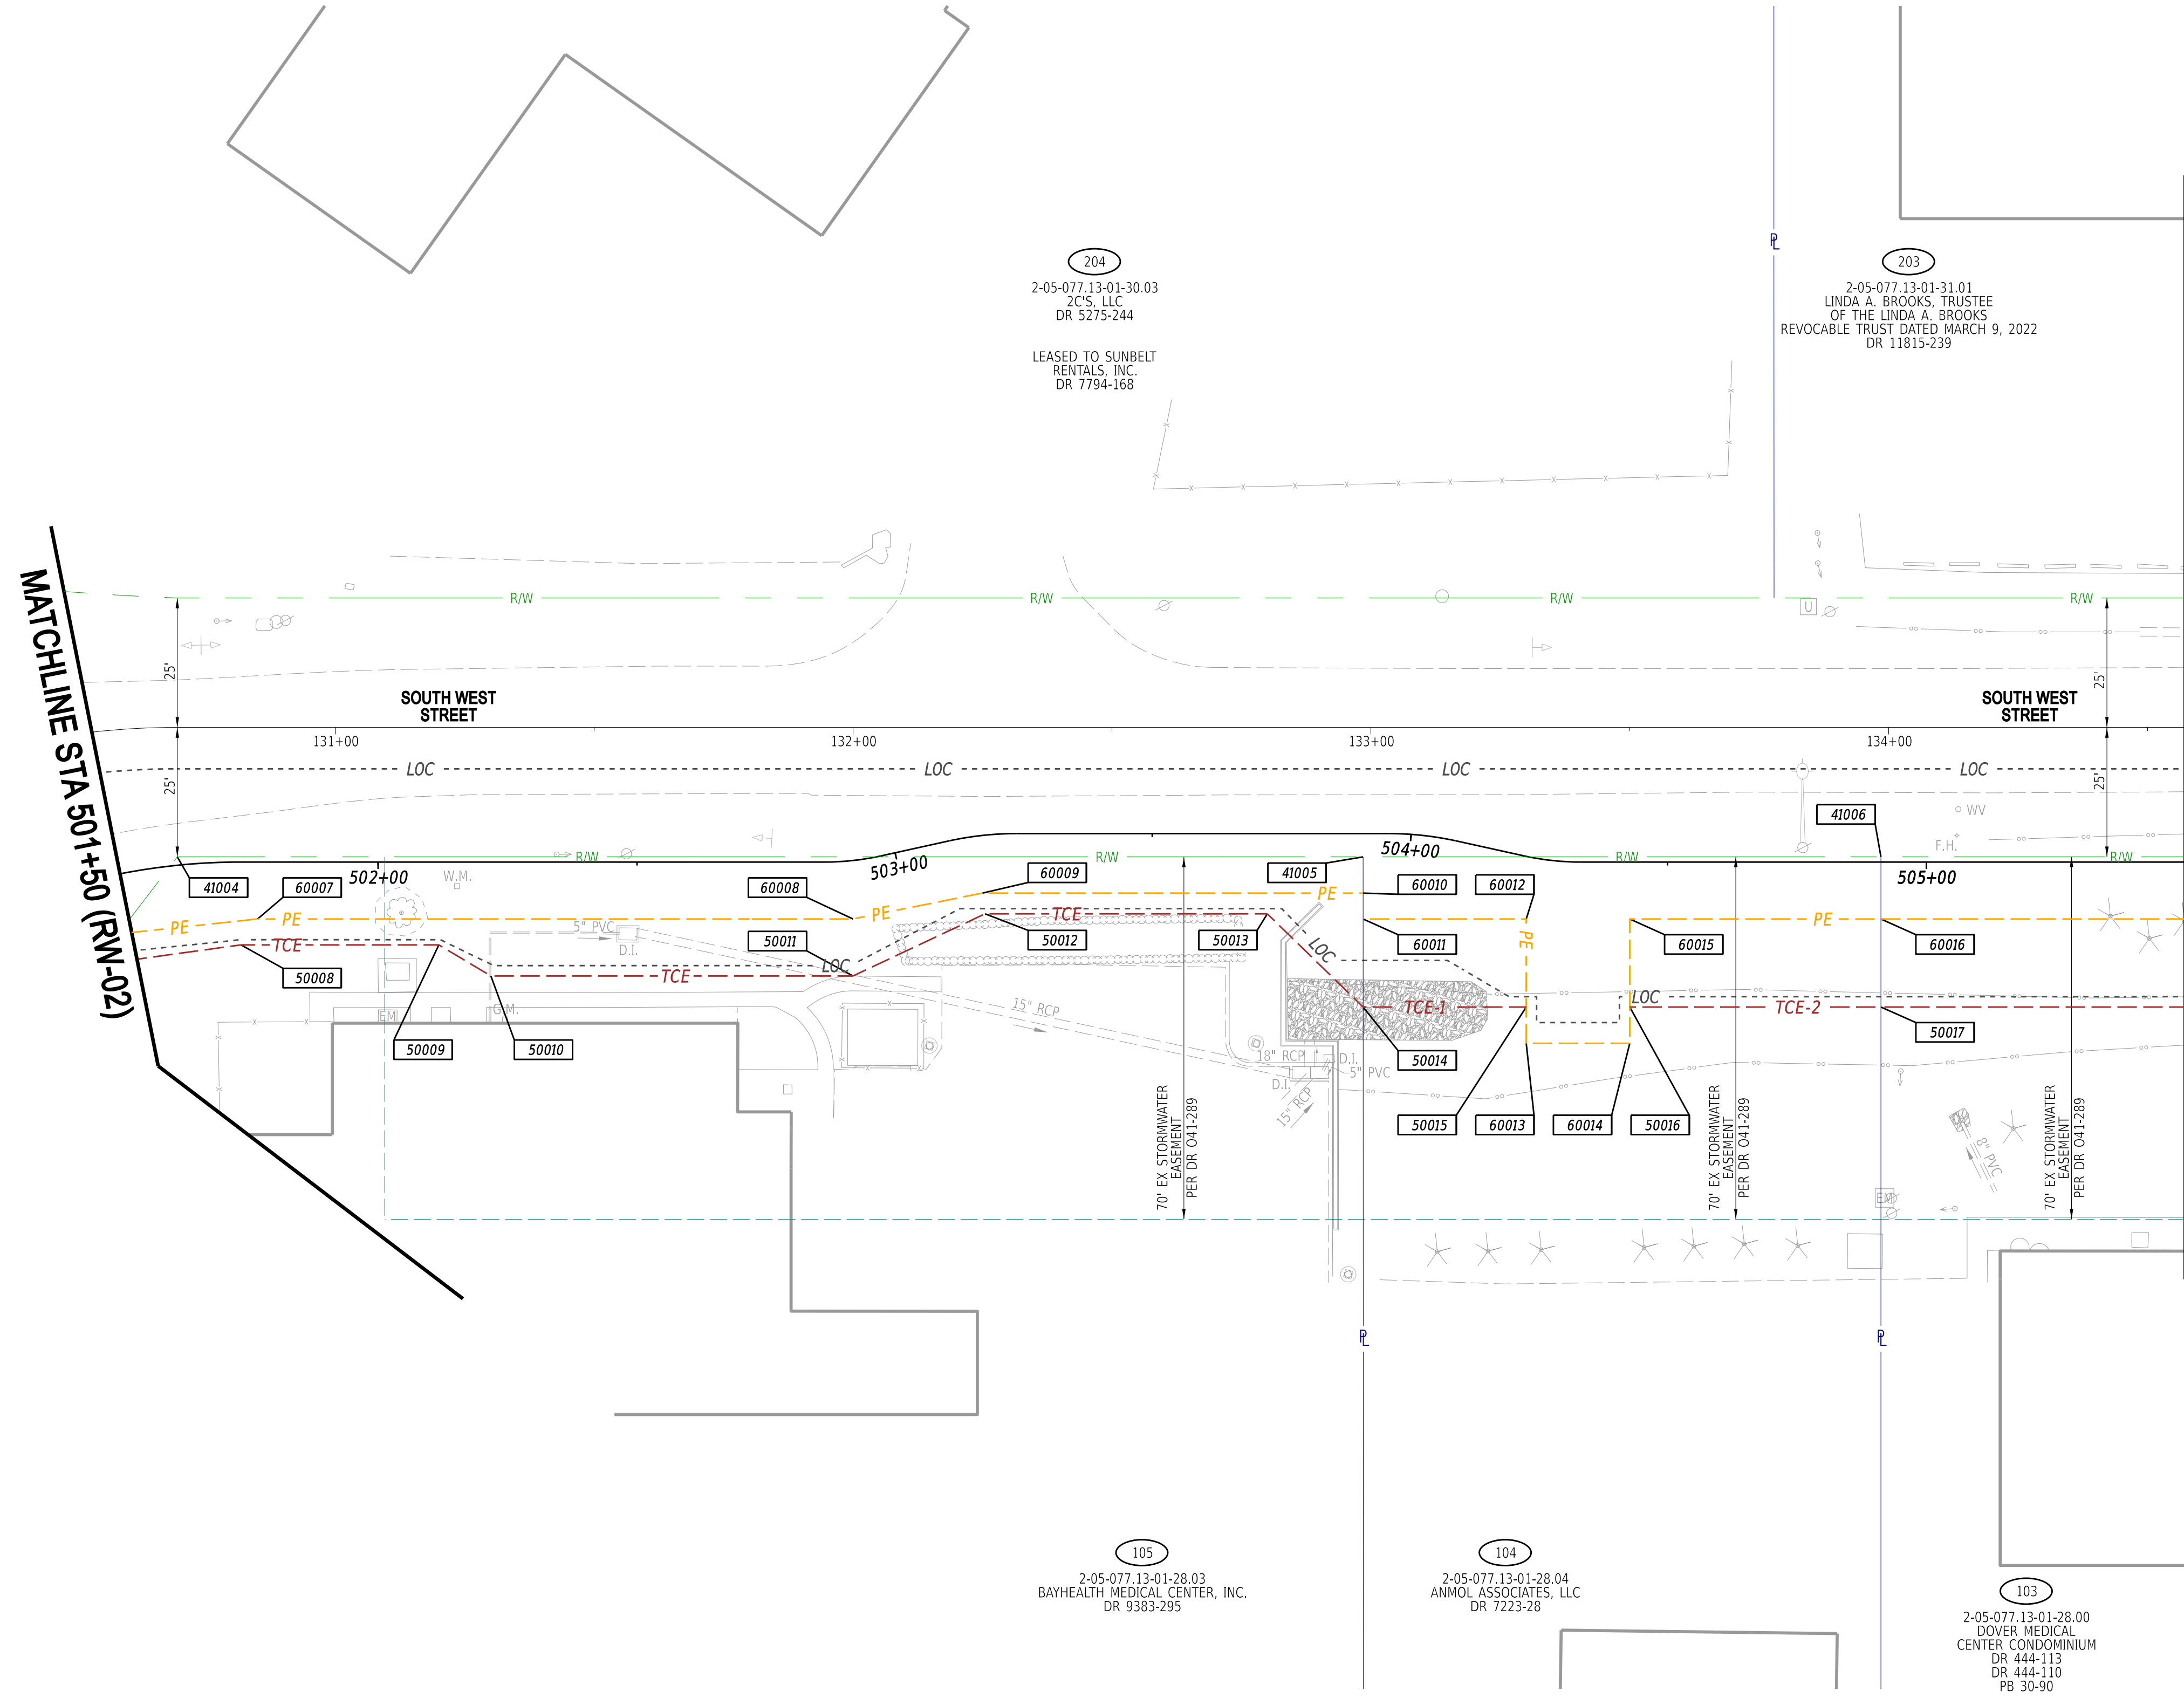 204
2-05-077.13-01-30.03
2C'S, LLC
DR 5275-244
LEASED TO SUNBELT
RENTALS, INC.
DR 7794-168
PL
203
2-05-077.13-01-31.01
LINDA A. BROOKS, TRUSTEE
OF THE LINDA A. BROOKS
REVOCABLE TRUST DATED MARCH 9, 2022
DR 11815-239
MATCHLINE STA 501+50 (RW-02)
R/W
R/W
R/W
R/W
U
25'
25'
SOUTH WEST
STREET
SOUTH WEST
STREET
131+00
132+00
133+00
134+00
LOC
LOC
LOC
LOC
25'
25'
WV
F.H.
41006
R/W
R/W
R/W
R/W
41004
60007
502+00
W.M.
60008
503+00
60009
41005
504+00
60010
60012
505+00
PE
PE
PE
PE
PE
PE
TCE
TCE
TCE
5" PVC
D.I.
50011
50012
50013
LOC
LOC
60011
60015
60016
50008
TCE-1
LOC
TCE-2
EM
G.M.
15" RCP
50009
50010
18" RCP
D.I.
5" PVC
D.I.
15" RCP
50014
50017
50015
60013
60014
50016
70' EX STORMWATER
EASEMENT
PER DR O41-289
70' EX STORMWATER
EASEMENT
PER DR O41-289
70' EX STORMWATER
EASEMENT
PER DR O41-289
8" PVC
EM
PL
PL
105
2-05-077.13-01-28.03
BAYHEALTH MEDICAL CENTER, INC.
DR 9383-295
104
2-05-077.13-01-28.04
ANMOL ASSOCIATES, LLC
DR 7223-28
103
2-05-077.13-01-28.00
DOVER MEDICAL
CENTER CONDOMINIUM
DR 444-113
DR 444-110
PB 30-90